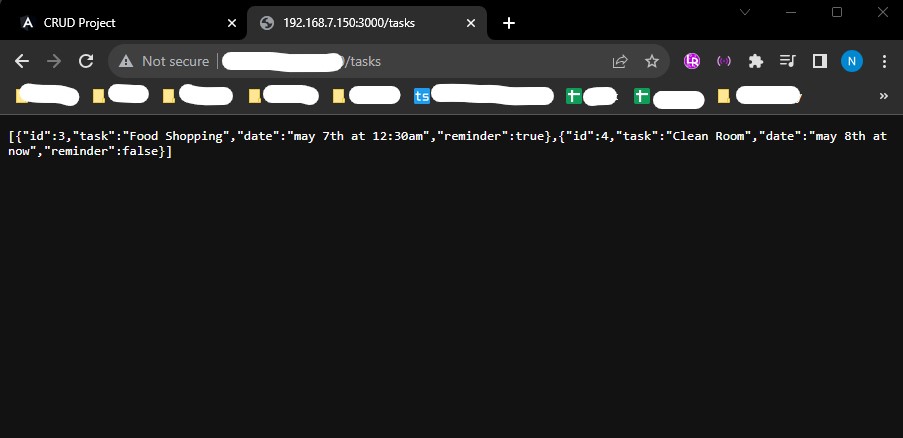 CRUD Project
192.168.7.150:3000/tasks
Not secure
/tasks
N
ts
[{"id":3,"task":"Food Shopping","date":"may 7th at 12:30am","reminder":true},{"id":4,"task":"Clean Room","date":"may 8th at
now","reminder":false}]